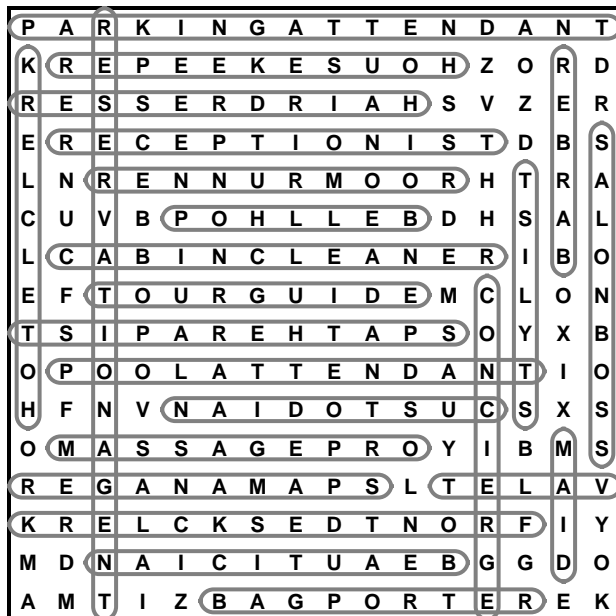 P A R K I N G A T T E N D A N T
K R E P E E K E S U O H Z O R D
R E S S E R D R I A H S V Z E R
E R E C E P T I O N I S T D B S
L N R E N N U R M O O R H T R A
C U V B P O H L L E B D H S A L
L C A B I N C L E A N E R I B O
E F T O U R G U I D E M C L O N
T S I P A R E H T A P S O Y X B
O P O O L A T T E N D A N T I O
H F N V N A I D O T S U C S X S
O M A S S A G E P R O Y I B M S
R E G A N A M A P S L T E L A V
K R E L C K S E D T N O R F I Y
M D N A I C I T U A E B G G D O
A M T I Z B A G P O R T E R E K